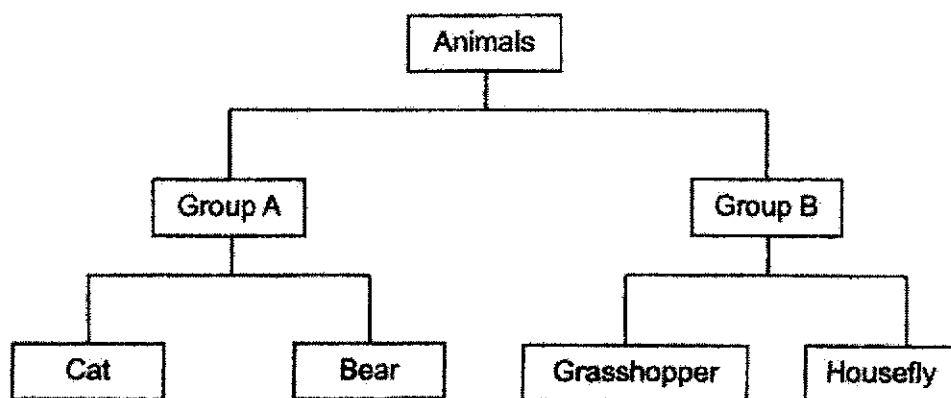 Animals
Group A
Group B
Cat
Bear
Grasshopper
Housefly